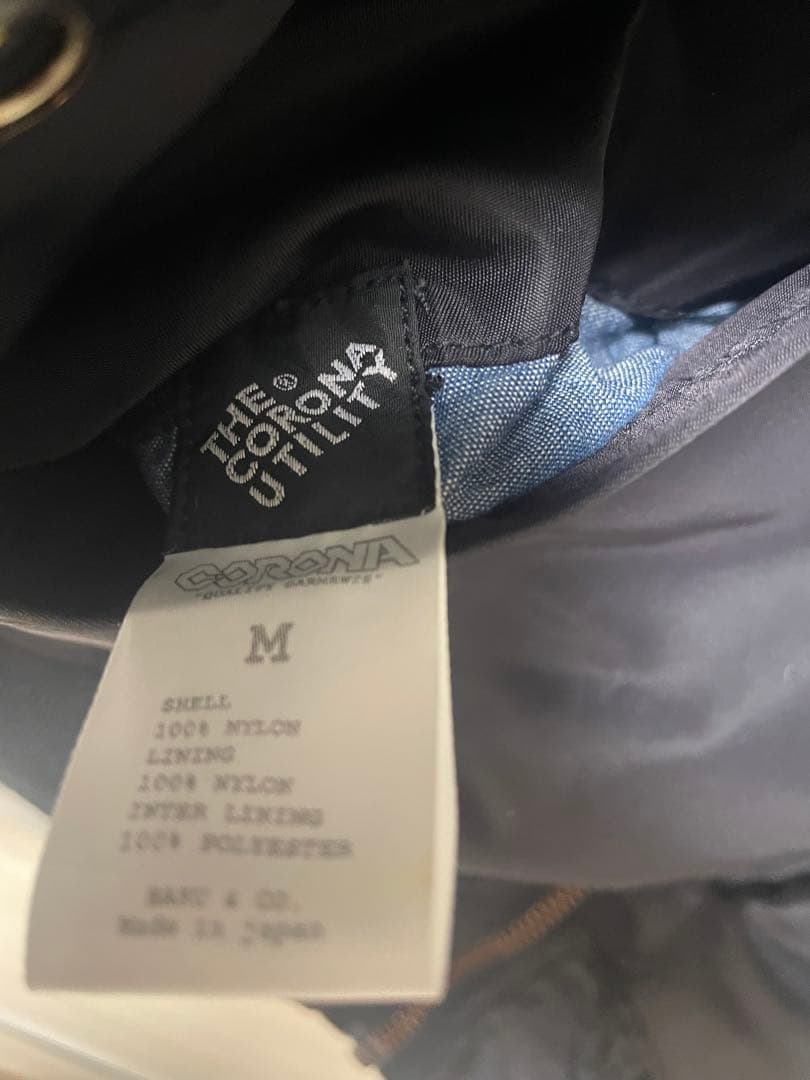 THE®
CORONA
UTILITY
CORONA
"QUALITY GARMENTS"
M
SHELL
100% NYLON
LINING
100% NYLON
INTER LINING
100% POLYESTER
& CO.
Made in japan